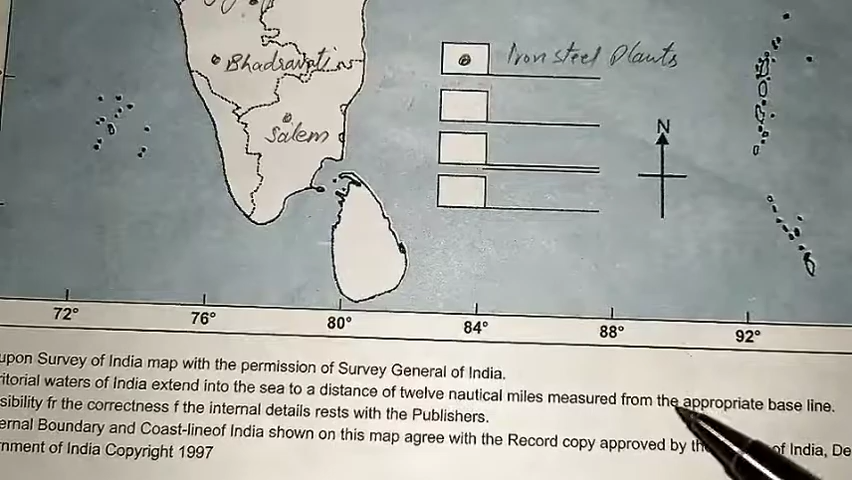 Bhadravati
Iron steel plants
Salem
N
72° 76° 80° 84° 88° 92°
upon Survey of India map with the permission of Survey General of India.
ritorial waters of India extend into the sea to a distance of twelve nautical miles measured from the appropriate base line.
sibility fr the correctness f the internal details rests with the Publishers.
ernal Boundary and Coast-lineof India shown on this map agree with the Record copy approved by of India, De
rnment of India Copyright 1997